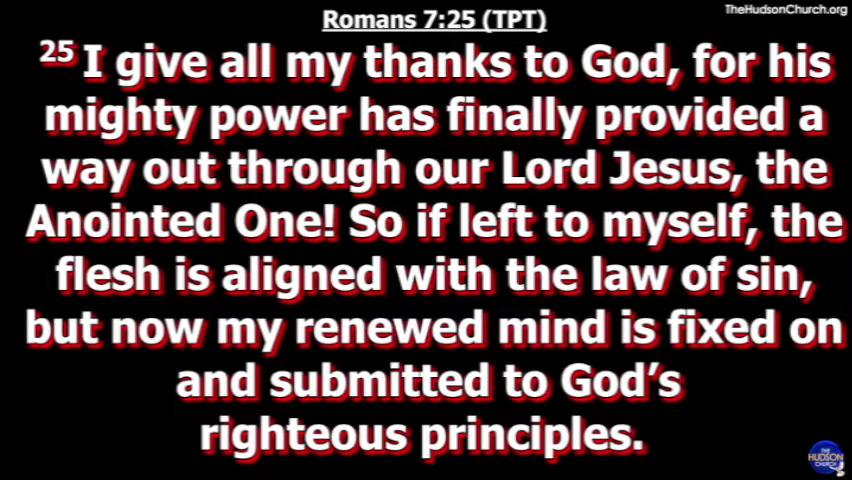 TheHudsonChurch.org
Romans 7:25 (TPT)
25 I give all my thanks to God, for his
mighty power has finally provided a
way out through our Lord Jesus, the
Anointed One! So if left to myself, the
flesh is aligned with the law of sin,
but now my renewed mind is fixed on
and submitted to God’s
righteous principles.
THE
HUDSON
CHURCH